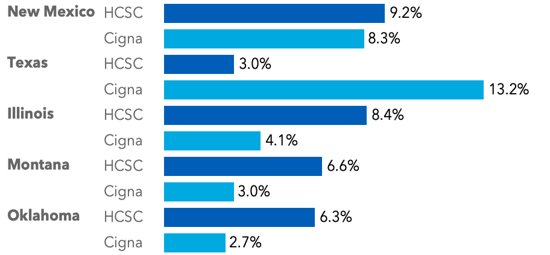 New Mexico HCSC 9.2%
Cigna 8.3%
Texas HCSC 3.0%
Cigna 13.2%
Illinois HCSC 8.4%
Cigna 4.1%
Montana HCSC 6.6%
Cigna 3.0%
Oklahoma HCSC 6.3%
Cigna 2.7%